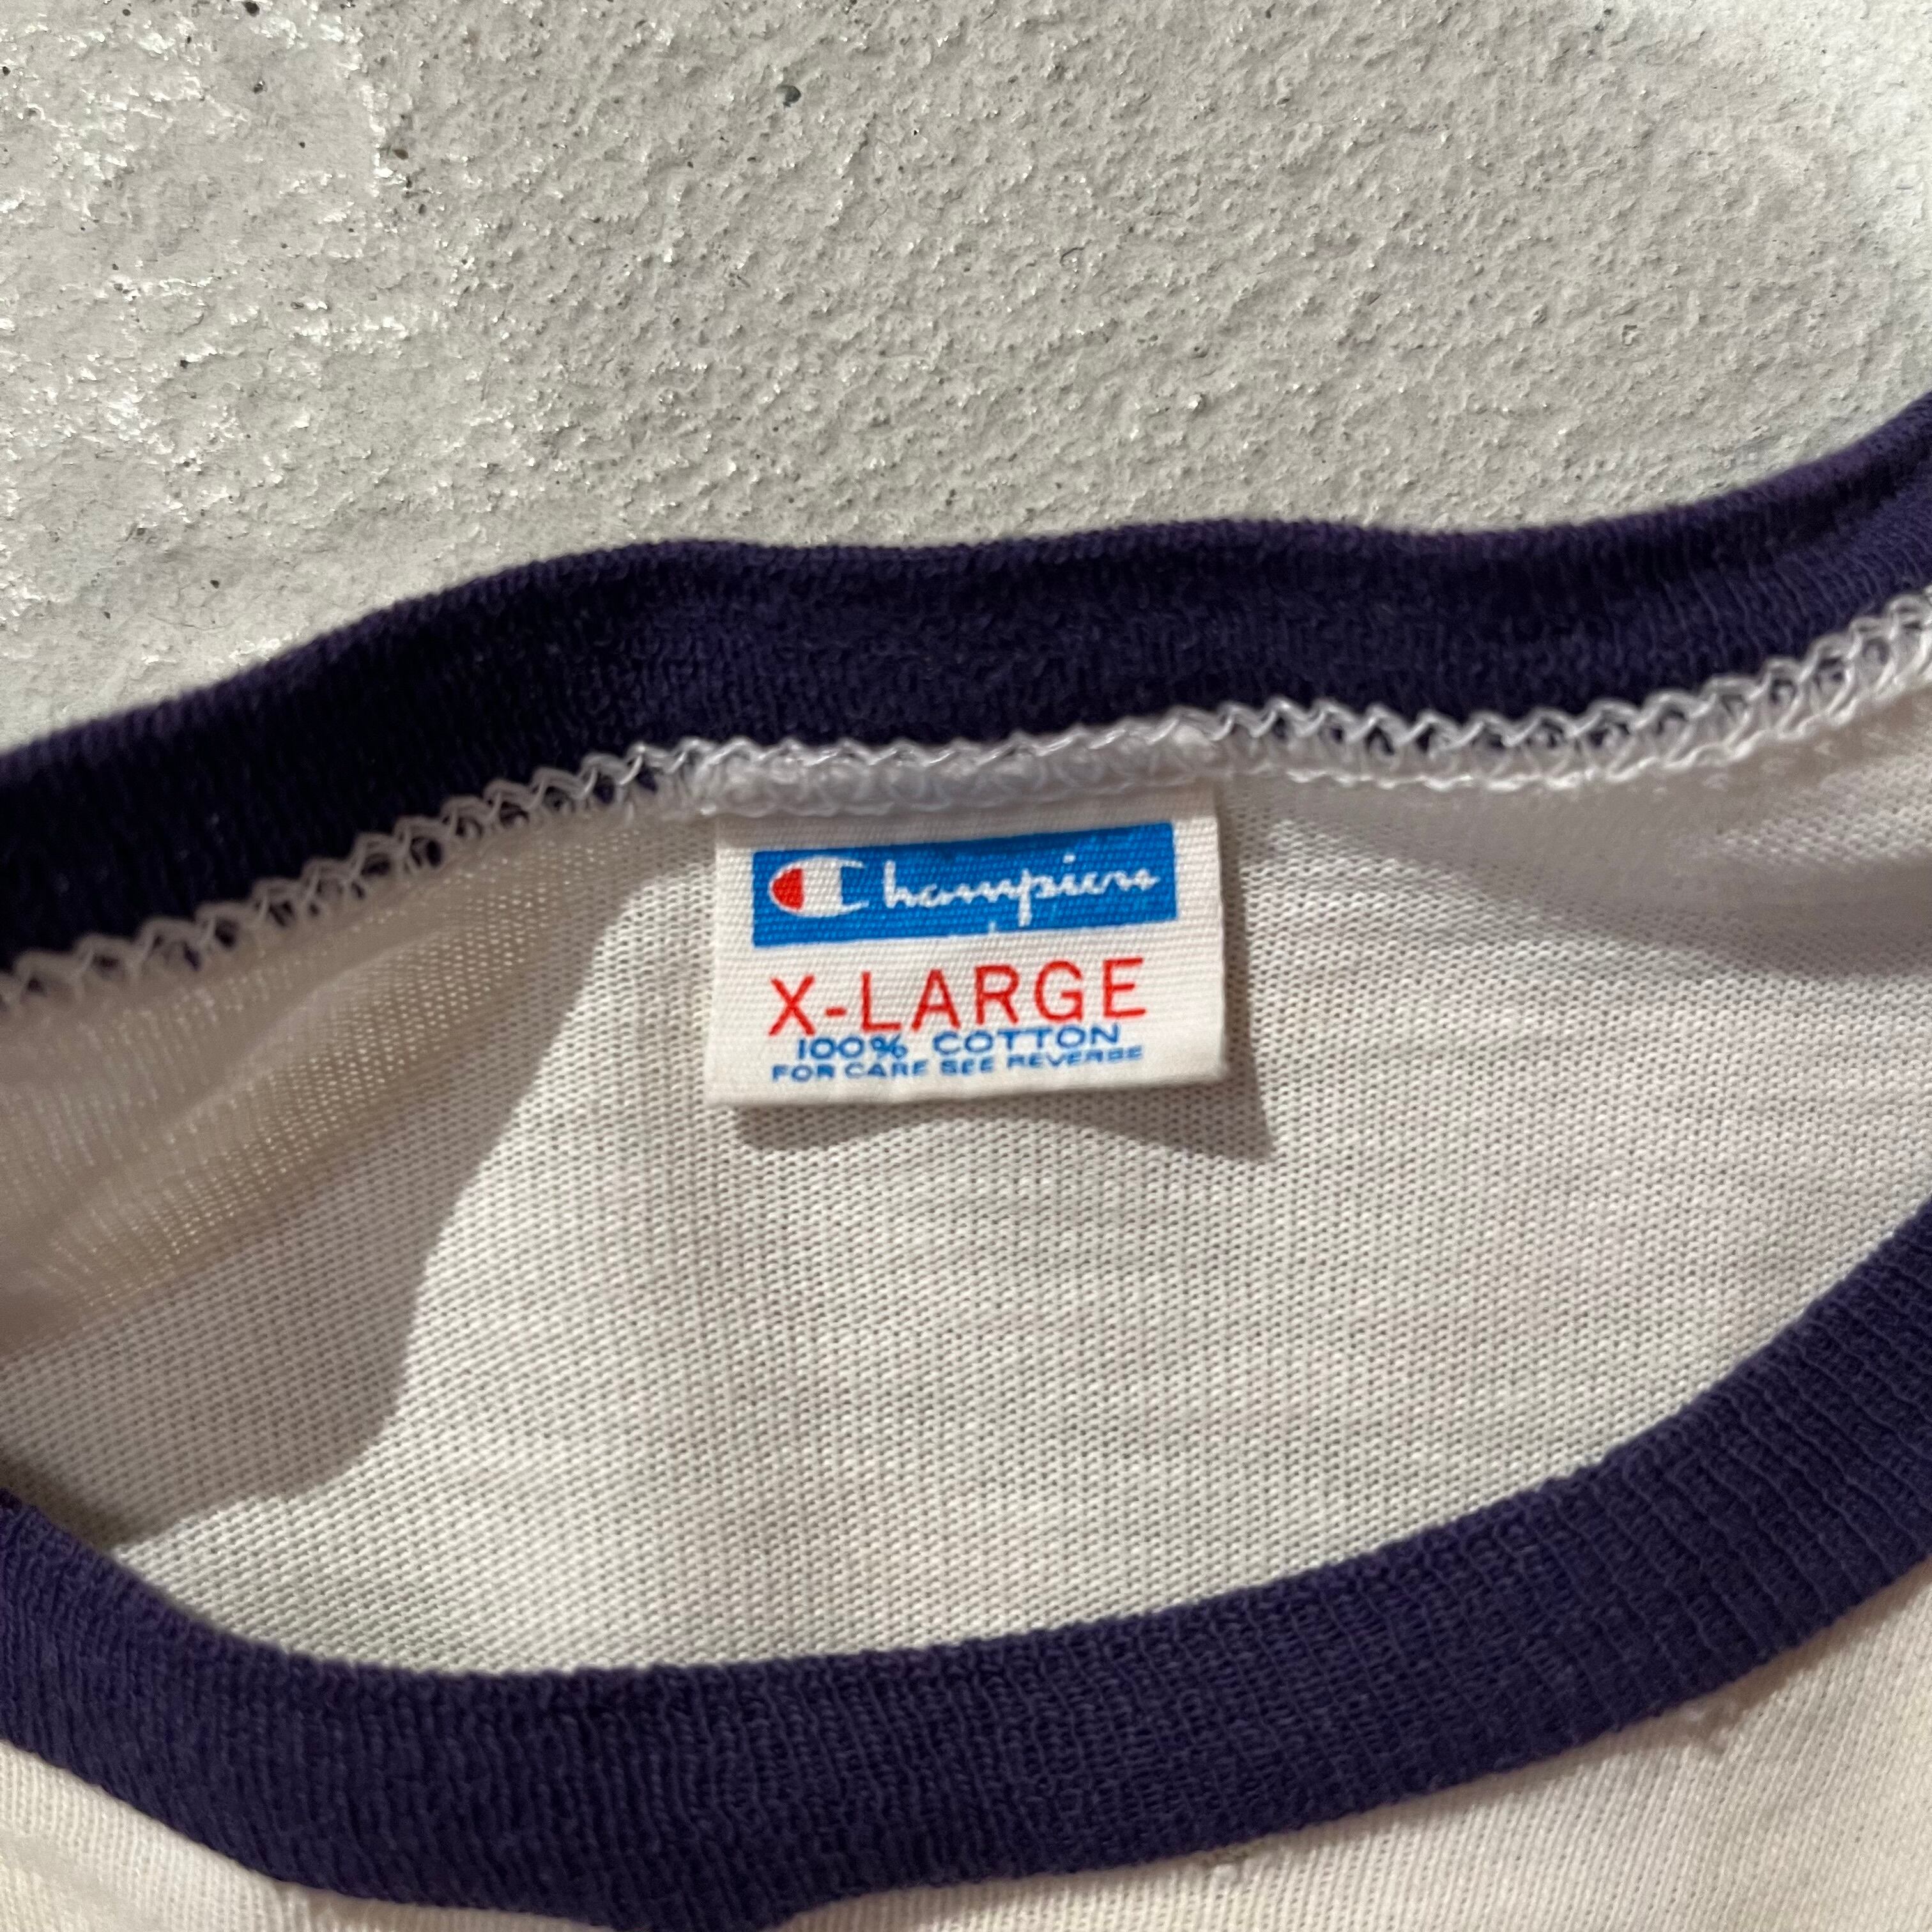 Champion
X-LARGE
100% COTTON
FOR CARE SEE REVERSE